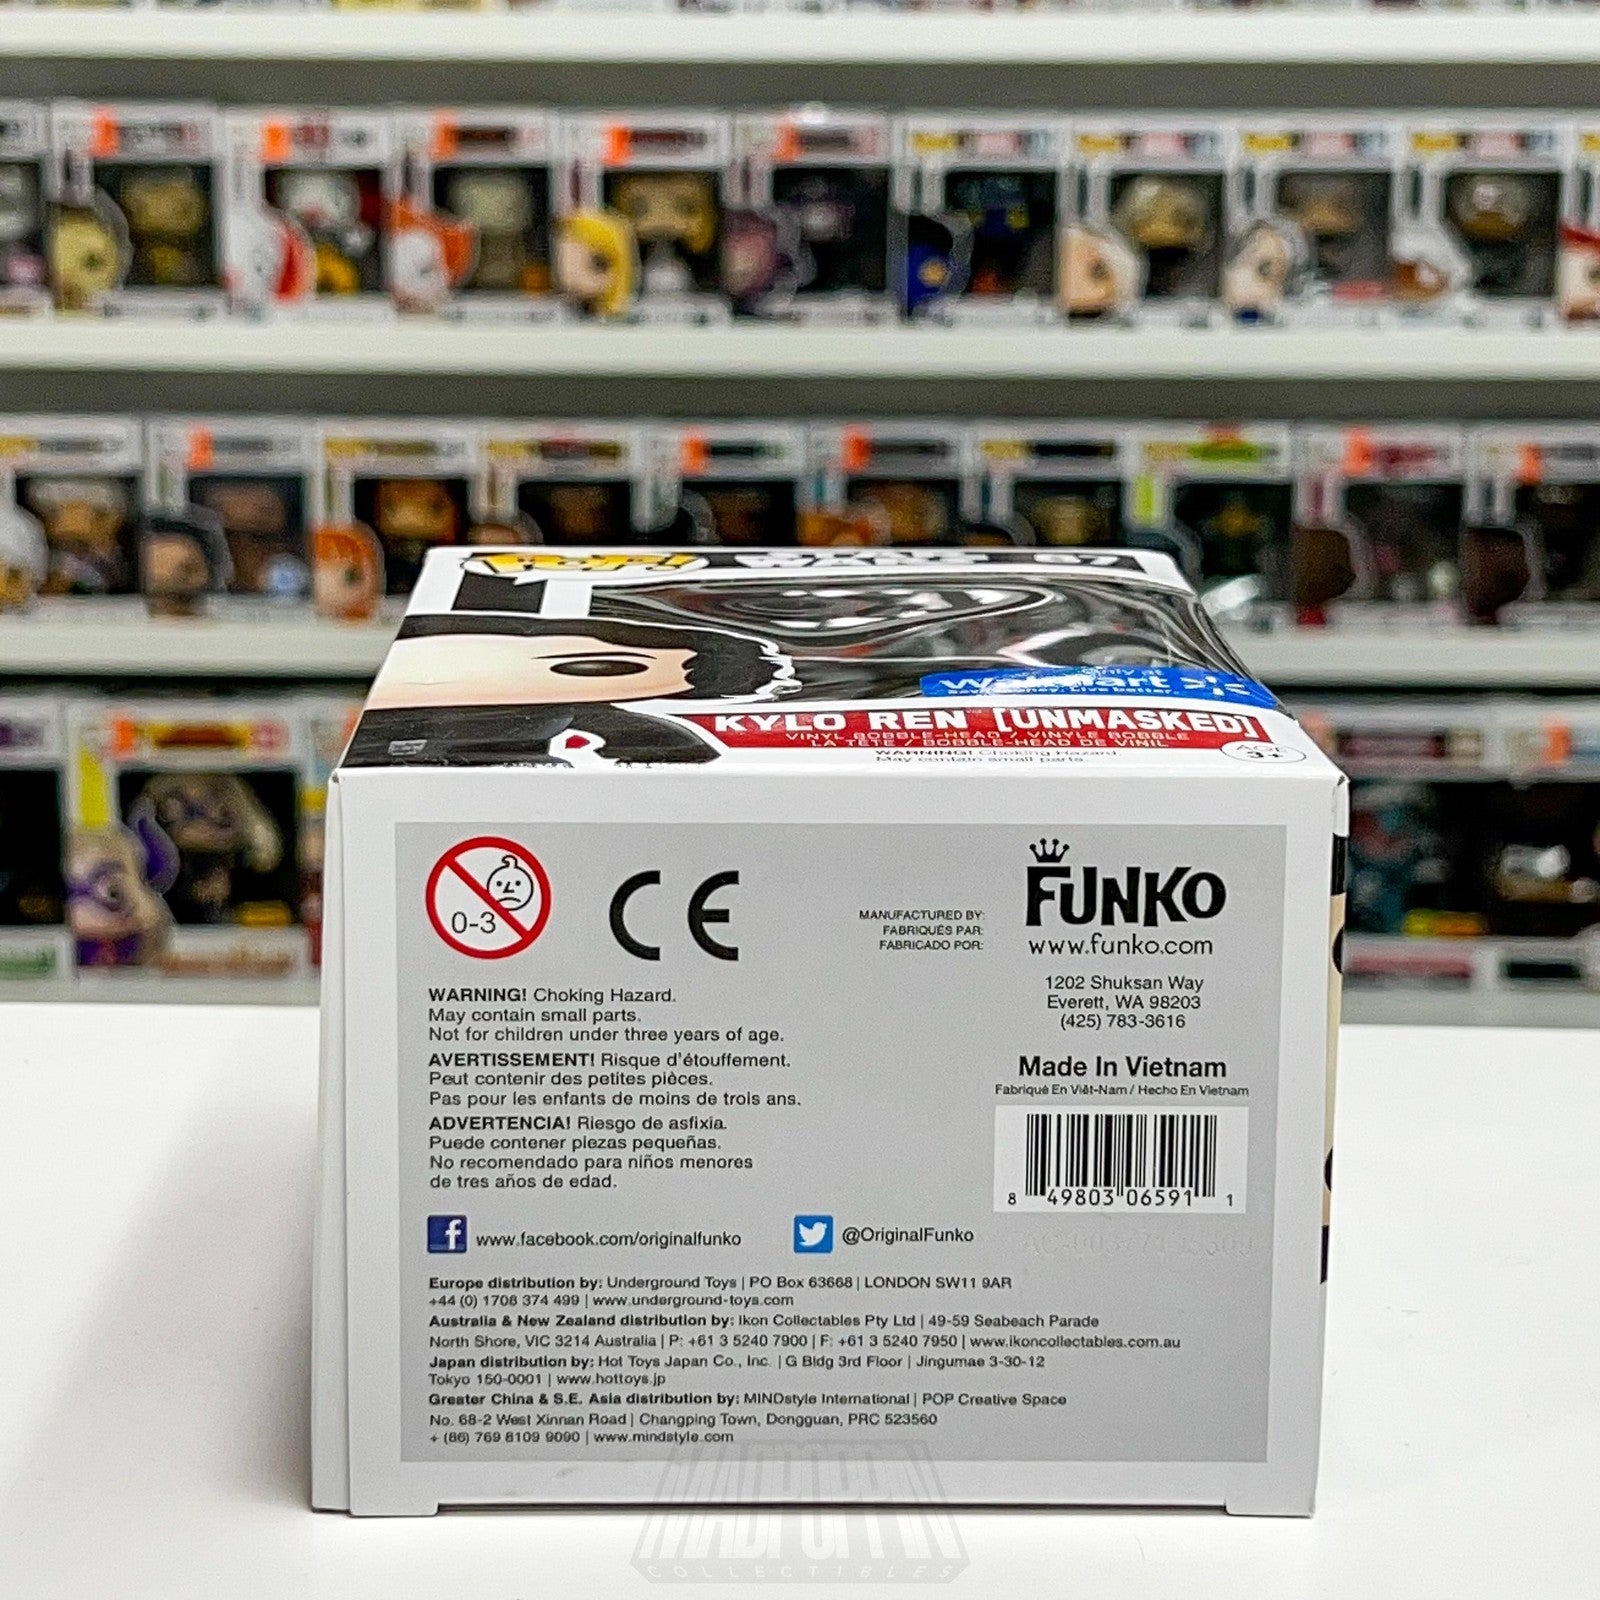 POP!
STAR WARS
67
Only at
Walmart
Save money. Live better.
KYLO REN [UNMASKED]
VINYL BOBBLE-HEAD / VINYLE BOBBLE
LA TÊTE / BOBBLE-HEAD DE VINIL
WARNING! Choking Hazard.
May contain small parts.
AGE
3+
0-3
CE
MANUFACTURED BY:
FABRIQUÉS PAR:
FABRICADO POR:
FUNKO
www.funko.com
1202 Shuksan Way
Everett, WA 98203
(425) 783-3616
Made In Vietnam
Fabriqué En Viêt-Nam / Hecho En Vietnam
8 49803 06591 1
WARNING! Choking Hazard.
May contain small parts.
Not for children under three years of age.
AVERTISSEMENT! Risque d'étouffement.
Peut contenir des petites pièces.
Pas pour les enfants de moins de trois ans.
ADVERTENCIA! Riesgo de asfixia.
Puede contener piezas pequeñas.
No recomendado para niños menores
de tres años de edad.
www.facebook.com/originalfunko
@OriginalFunko
Europe distribution by: Underground Toys | PO Box 63668 | LONDON SW11 9AR
+44 (0) 1708 374 499 | www.underground-toys.com
Australia & New Zealand distribution by: Ikon Collectables Pty Ltd | 49-59 Seabeach Parade
North Shore, VIC 3214 Australia | P: +61 3 5240 7900 | F: +61 3 5240 7950 | www.ikoncollectables.com.au
Japan distribution by: Hot Toys Japan Co., Inc. | G Bldg 3rd Floor | Jingumae 3-30-12
Tokyo 150-0001 | www.hottoys.jp
Greater China & S.E. Asia distribution by: MINDstyle International | POP Creative Space
No. 68-2 West Xinnan Road | Changping Town, Dongguan, PRC 523560
+ (86) 769 8109 9090 | www.mindstyle.com
MADPOPPIN
COLLECTIBLES